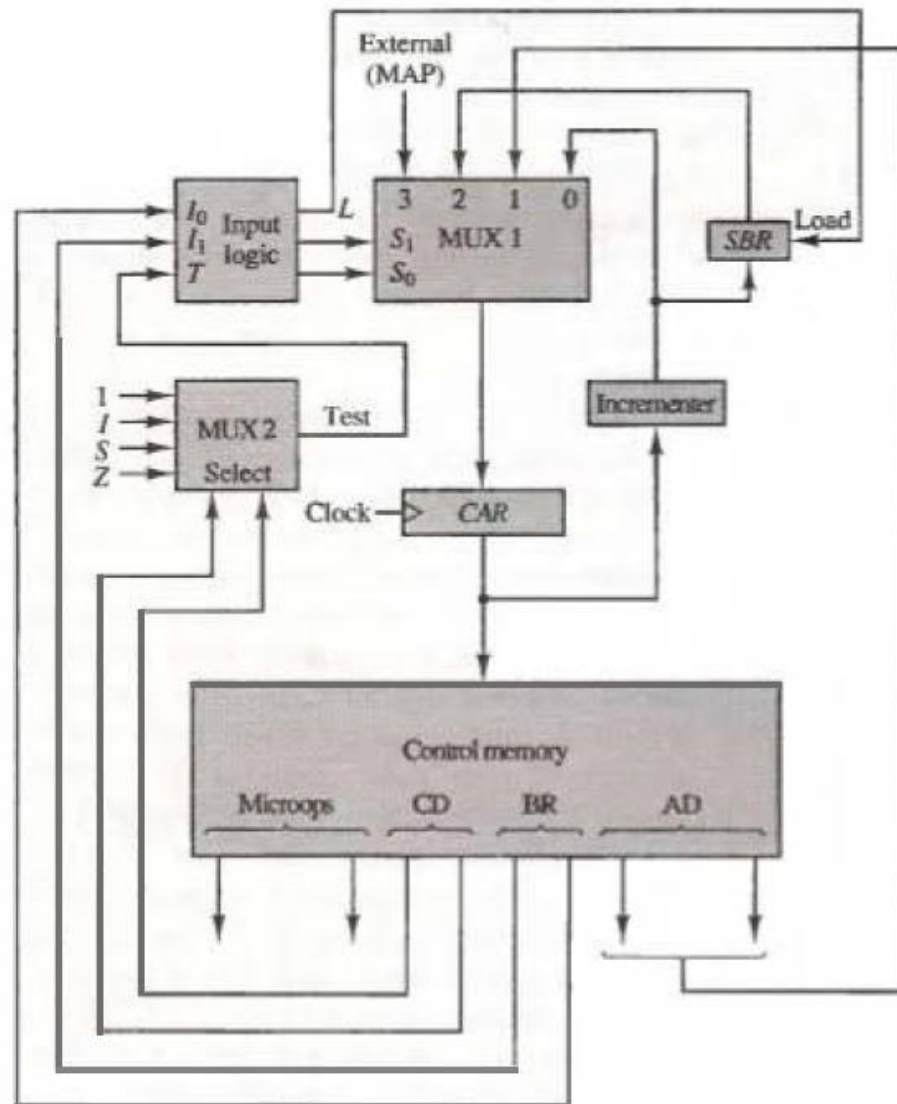 External
(MAP)
I₀ Input
I₁ logic
T
L
3 2 1 0
S₁ MUX 1
S₀
SBR
Load
Incrementer
1
I
S
Z
MUX 2
Select
Test
Clock
CAR
Control memory
Microops CD BR AD